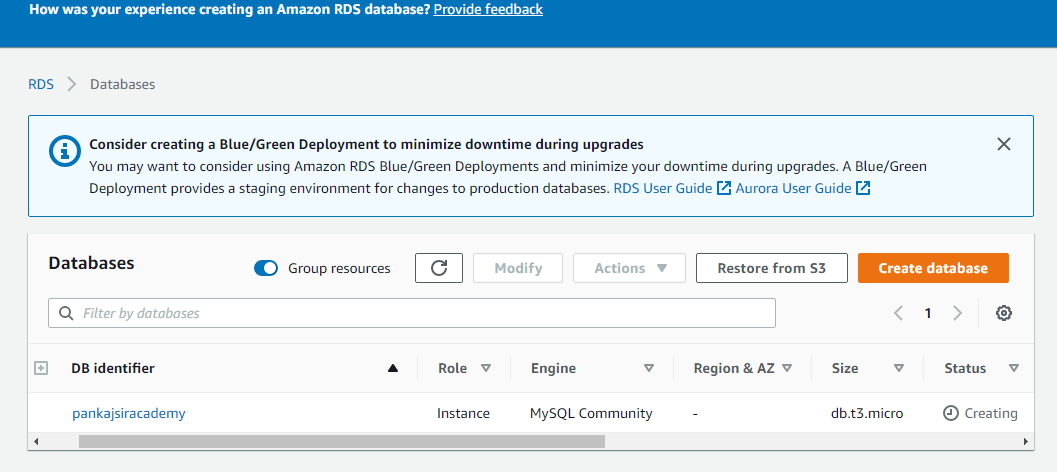 How was your experience creating an Amazon RDS database? Provide feedback
RDS > Databases
Consider creating a Blue/Green Deployment to minimize downtime during upgrades
You may want to consider using Amazon RDS Blue/Green Deployments and minimize your downtime during upgrades. A Blue/Green
Deployment provides a staging environment for changes to production databases. RDS User Guide Aurora User Guide
Databases Group resources Modify Actions Restore from S3 Create database
Filter by databases 1
DB identifier Role Engine Region & AZ Size Status
pankajsiracademy Instance MySQL Community - db.t3.micro Creating